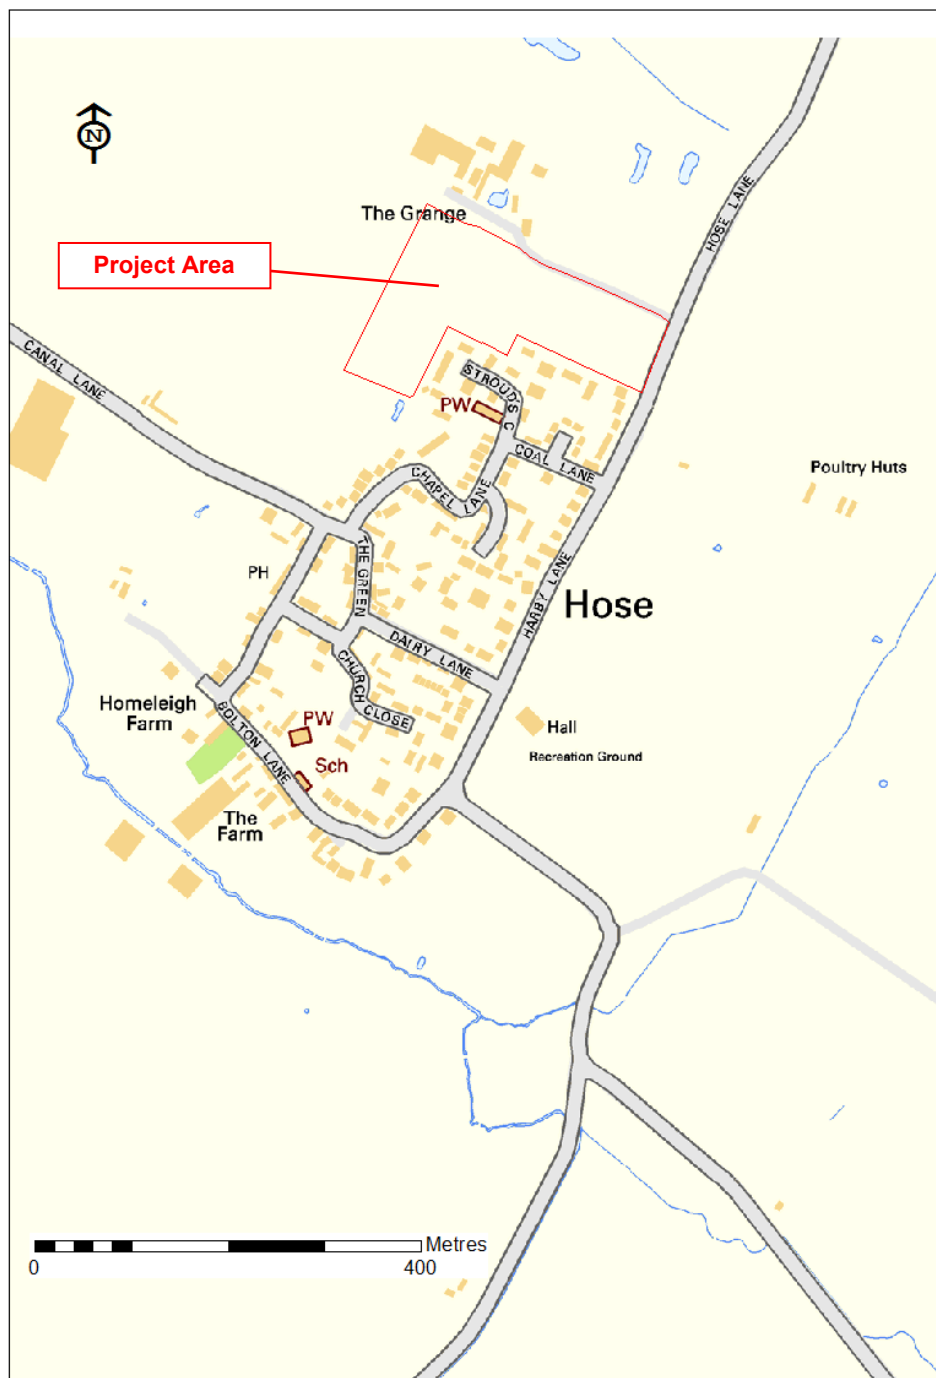 N
HOSE LANE
The Grange
Project Area
CANAL LANE
STROUD'S C
PW
COAL LANE
Poultry Huts
CHAPEL LANE
THE GREEN
PH
HARBY LANE
Hose
DAIRY LANE
CHURCH CLOSE
Homeleigh
Farm
BOLTON LANE
PW
Hall
Recreation Ground
Sch
The
Farm
Metres
0
400